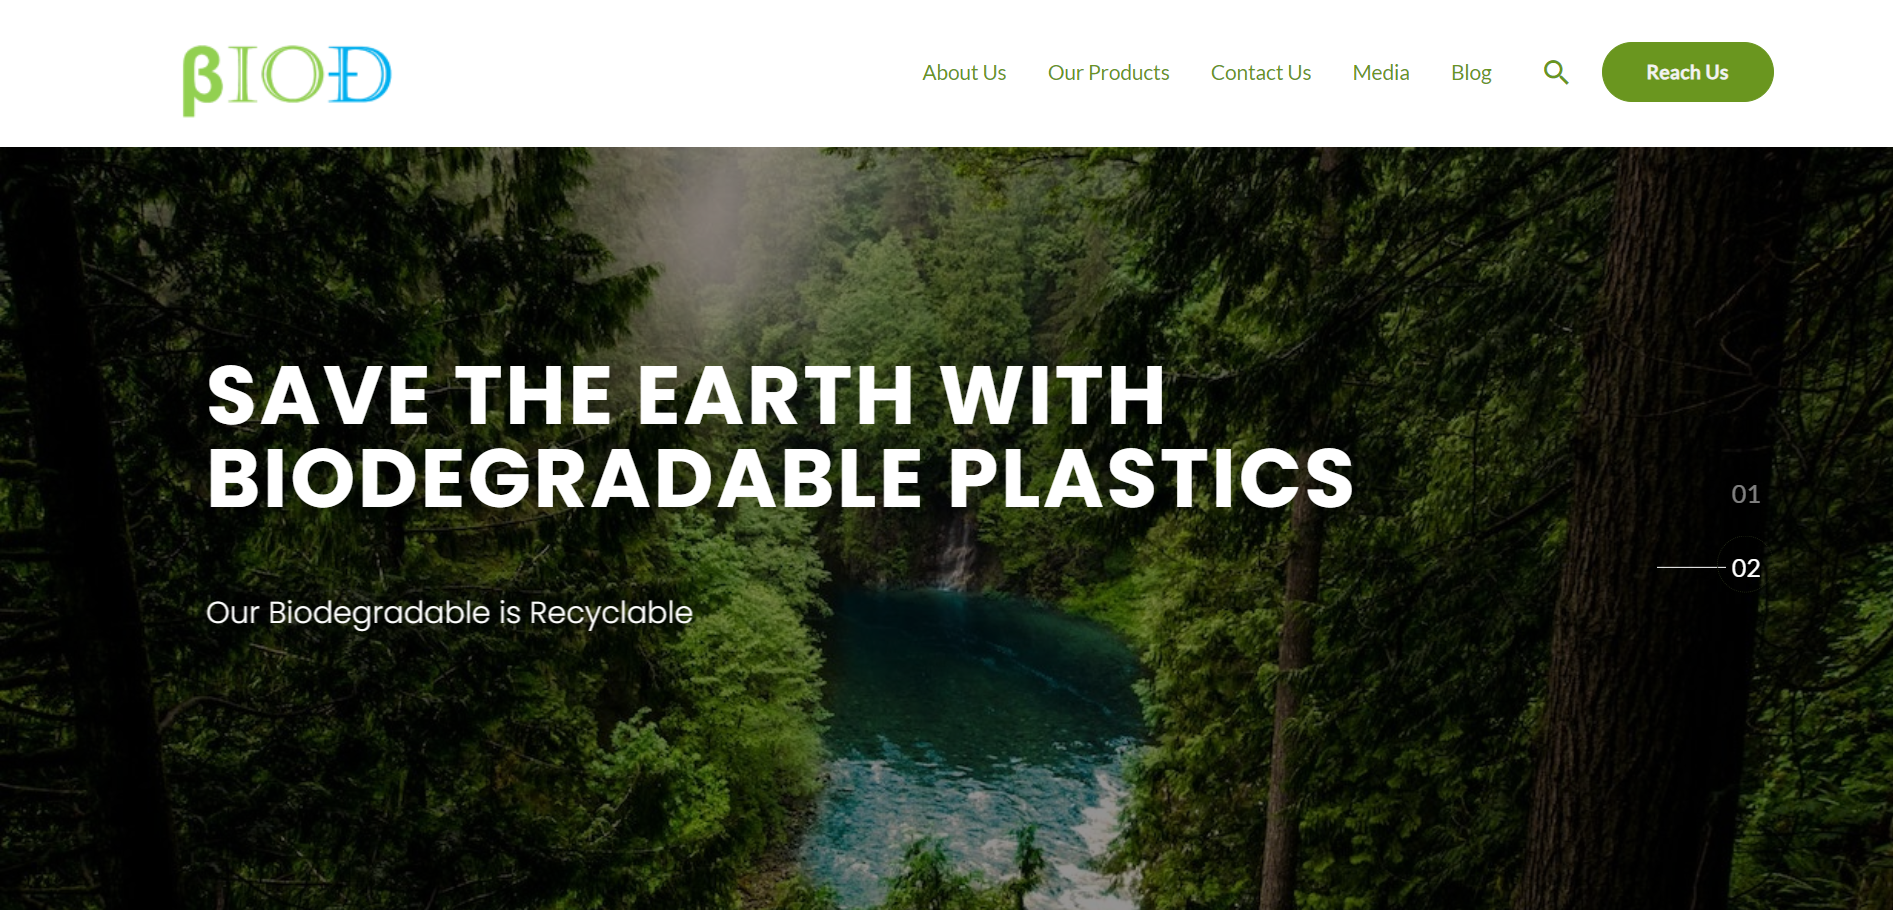 βIOĐ
About Us
Our Products
Contact Us
Media
Blog
Reach Us
SAVE THE EARTH WITH
BIODEGRADABLE PLASTICS
01
02
Our Biodegradable is Recyclable